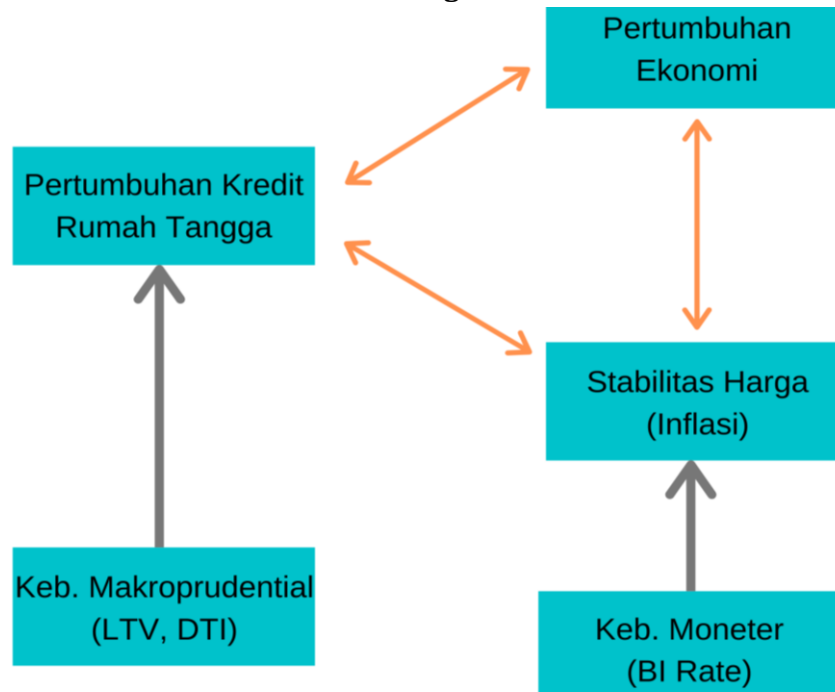 Pertumbuhan
Ekonomi
Pertumbuhan Kredit
Rumah Tangga
Stabilitas Harga
(Inflasi)
Keb. Makroprudential
(LTV, DTI)
Keb. Moneter
(BI Rate)